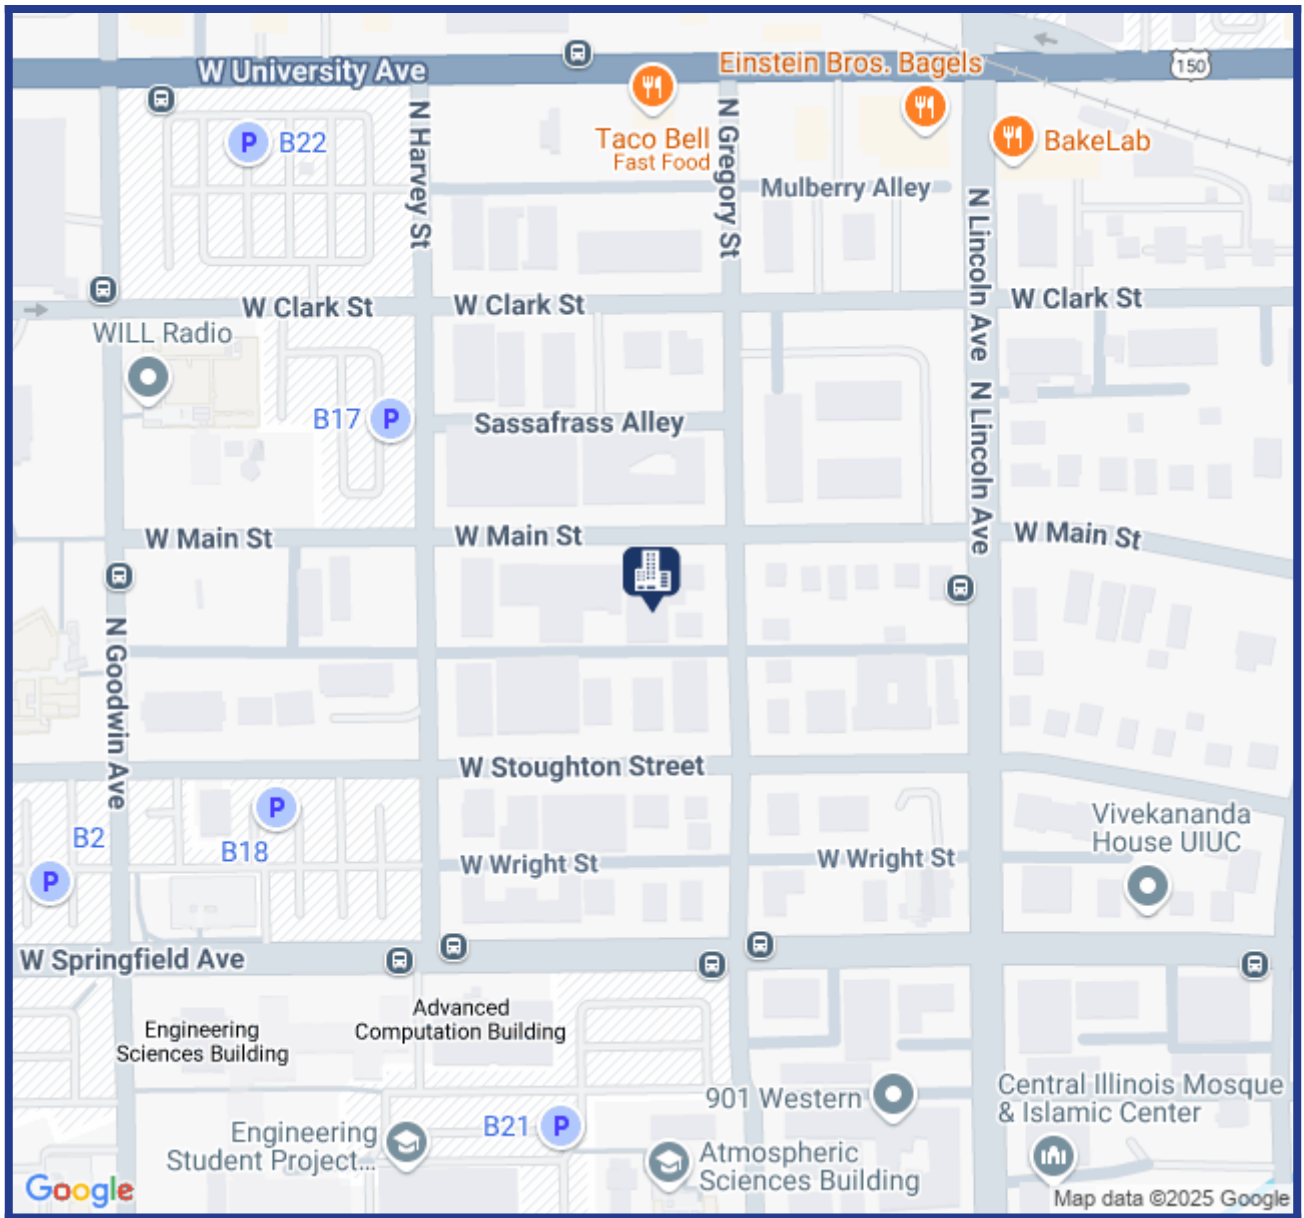 W University Ave
Einstein Bros. Bagels
150
P
B22
Taco Bell
Fast Food
BakeLab
N Harvey St
N Gregory St
Mulberry Alley
N Lincoln Ave
W Clark St
W Clark St
W Clark St
WILL Radio
B17
P
Sassafrass Alley
N Lincoln Ave
W Main St
W Main St
W Main St
N Goodwin Ave
W Stoughton Street
P
B18
B2
P
Vivekananda
House UIUC
W Wright St
W Wright St
W Springfield Ave
Advanced
Computation Building
Engineering
Sciences Building
901 Western
Central Illinois Mosque
& Islamic Center
B21
P
Engineering
Student Project...
Atmospheric
Sciences Building
Google
Map data ©2025 Google